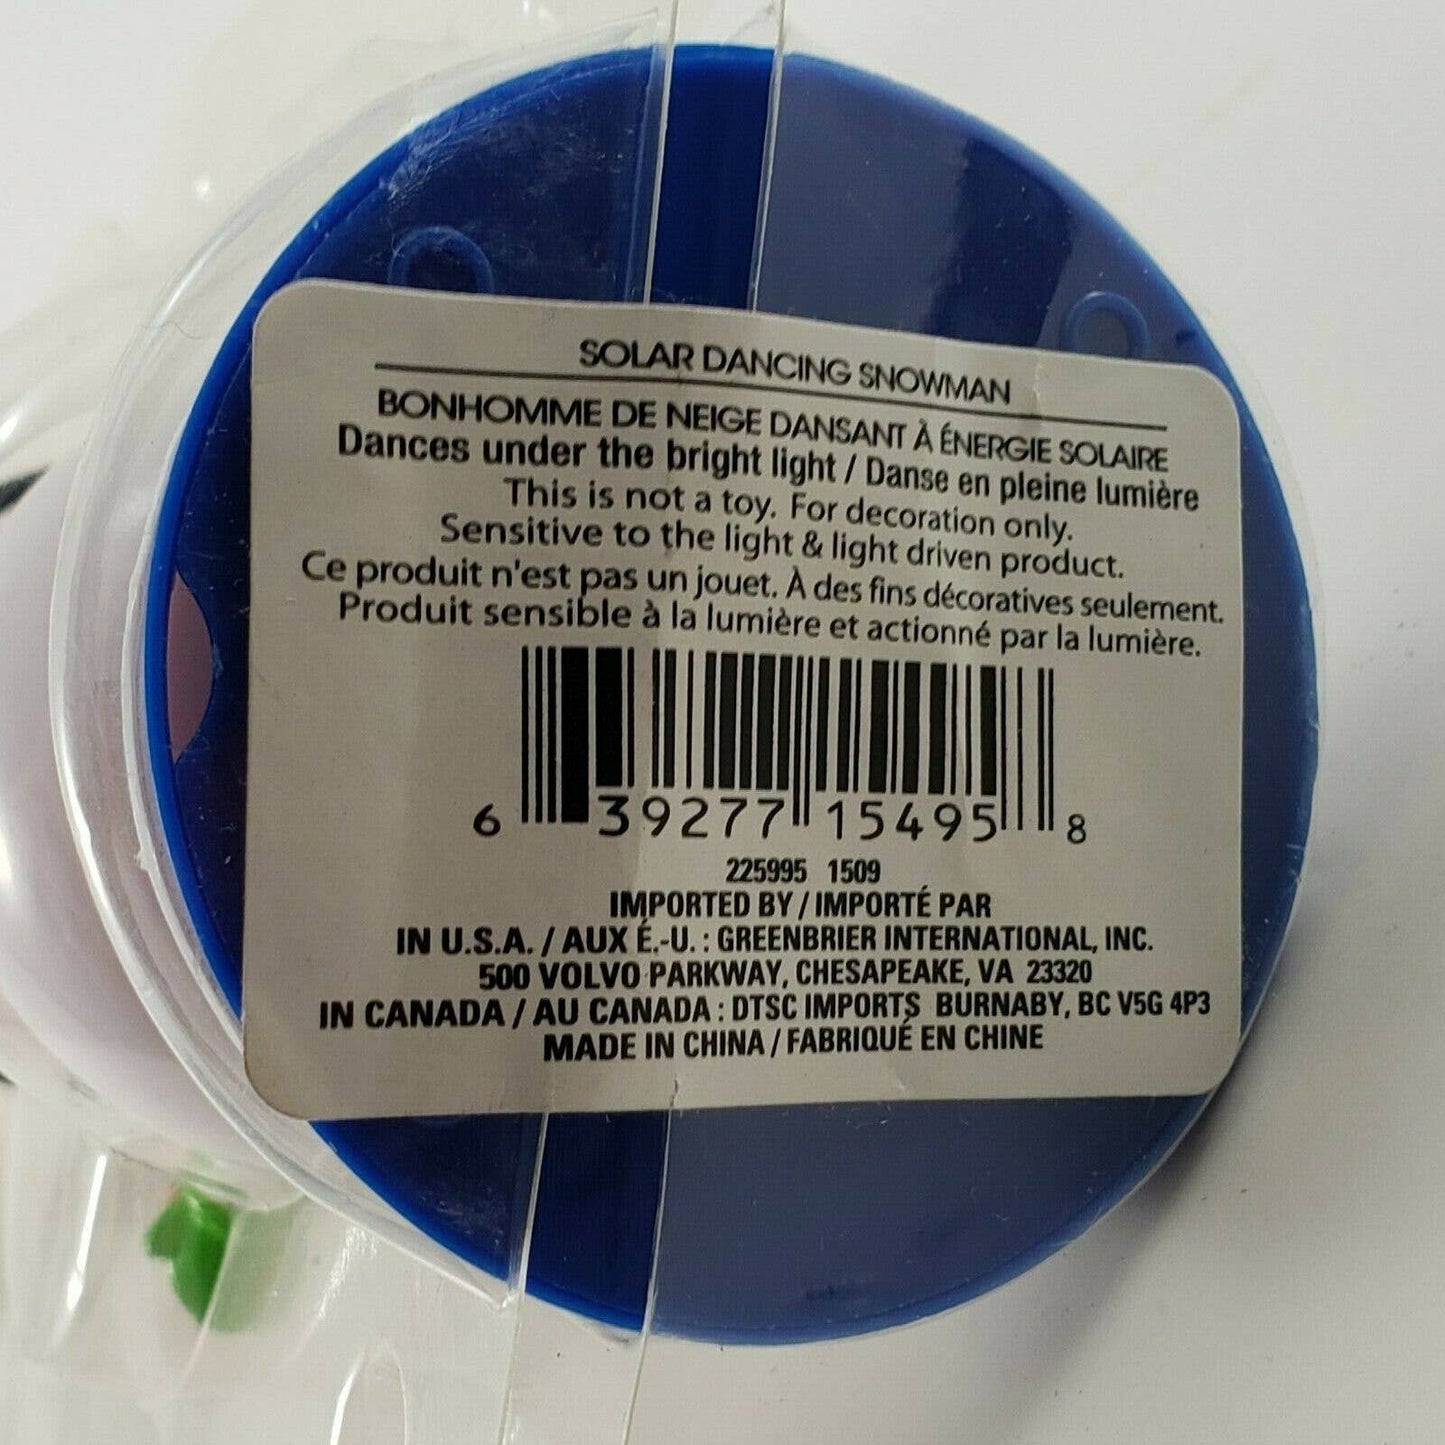 SOLAR DANCING SNOWMAN
BONHOMME DE NEIGE DANSANT À ÉNERGIE SOLAIRE
Dances under the bright light / Danse en pleine lumière
This is not a toy. For decoration only.
Sensitive to the light & light driven product.
Ce produit n'est pas un jouet. À des fins décoratives seulement.
Produit sensible à la lumière et actionné par la lumière.
6 39277 15495 8
225995 1509
IMPORTED BY / IMPORTÉ PAR
IN U.S.A. / AUX É.-U. : GREENBRIER INTERNATIONAL, INC.
500 VOLVO PARKWAY, CHESAPEAKE, VA 23320
IN CANADA / AU CANADA : DTSC IMPORTS BURNABY, BC V5G 4P3
MADE IN CHINA / FABRIQUÉ EN CHINE